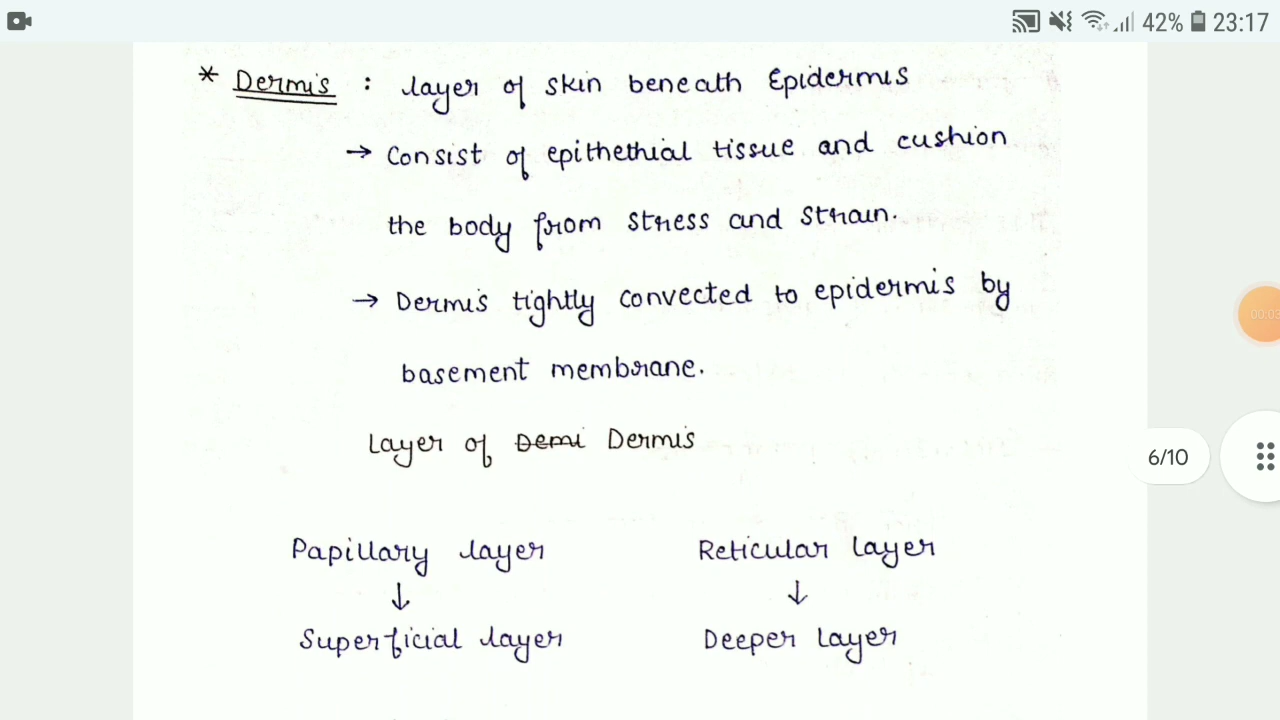 42% 23:17
* Dermis : layer of skin beneath Epidermis
→ Consist of epithethial tissue and cushion
the body from stress and strain.
→ Dermis tightly convected to epidermis by
basement membrane.
Layer of Demi Dermis
Papillary layer Reticular layer
↓ ↓
Superficial layer Deeper Layer
00:03
6/10